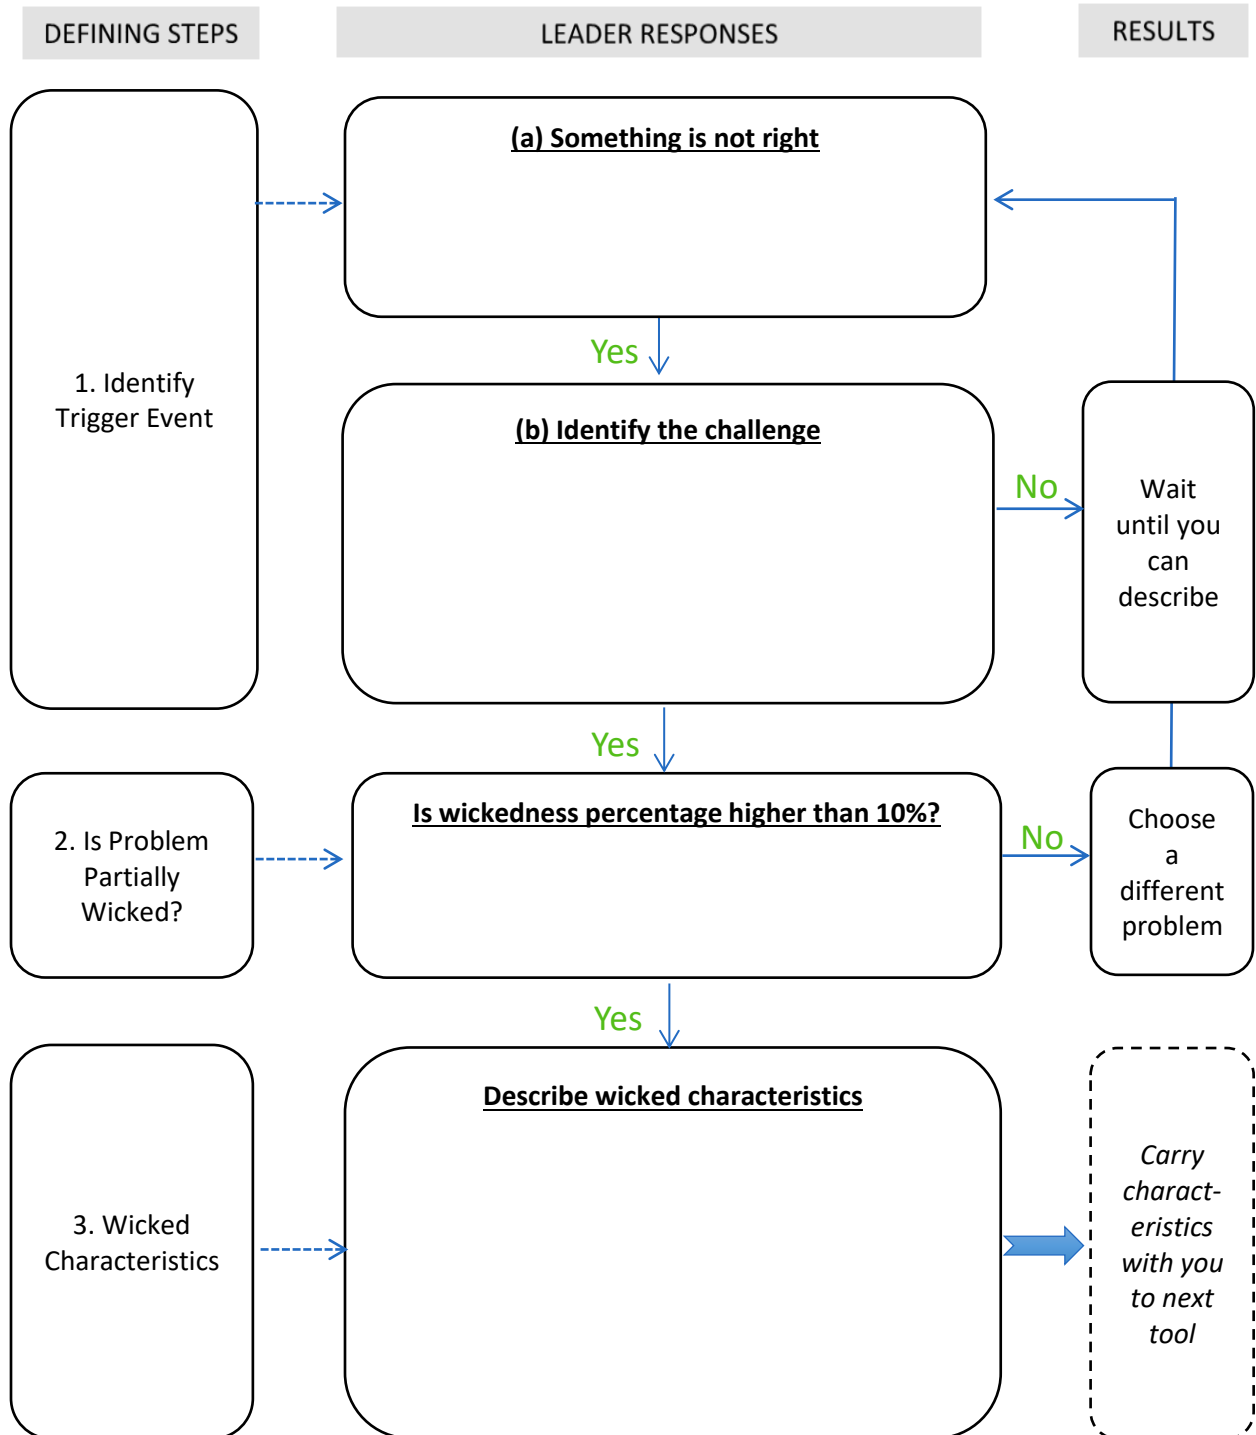 DEFINING STEPS
LEADER RESPONSES
RESULTS
(a) Something is not right
Yes
1. Identify
Trigger Event
(b) Identify the challenge
No
Wait
until you
can
describe
Yes
2. Is Problem
Partially
Wicked?
Is wickedness percentage higher than 10%?
No
Choose
a
different
problem
Yes
3. Wicked
Characteristics
Describe wicked characteristics
Carry
charact-
eristics
with you
to next
tool